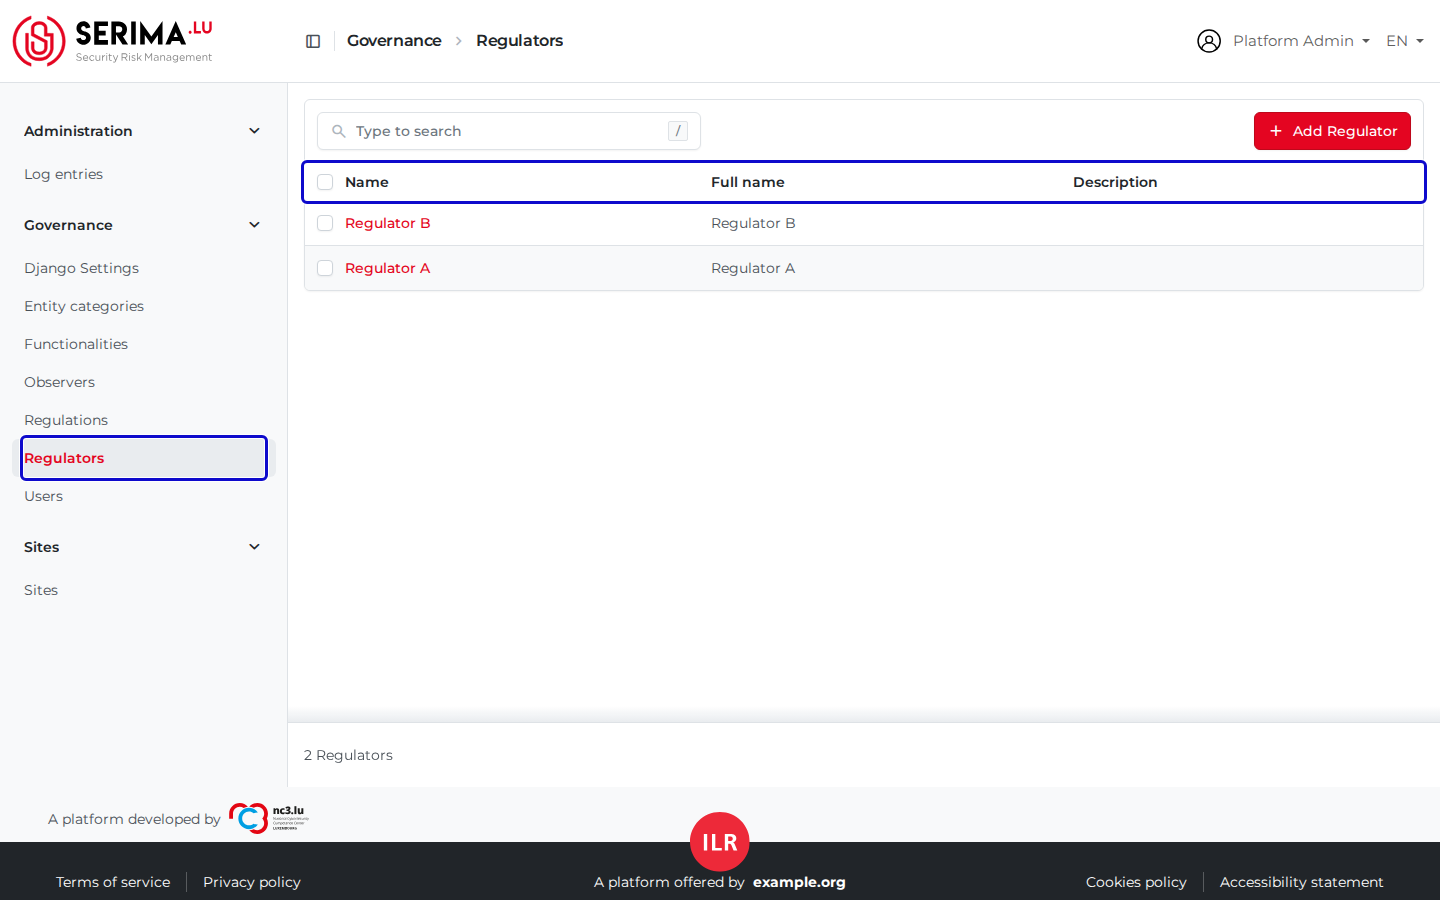 SERIMA.LU
Security Risk Management
Governance > Regulators
Platform Admin
EN
Administration
Log entries
Governance
Django Settings
Entity categories
Functionalities
Observers
Regulations
Regulators
Users
Sites
Sites
Type to search
/
+ Add Regulator
Name Full name Description
Regulator B Regulator B
Regulator A Regulator A
2 Regulators
A platform developed by
nc3.lu
LUXEMBOURG
ILR
Terms of service
Privacy policy
A platform offered by example.org
Cookies policy
Accessibility statement